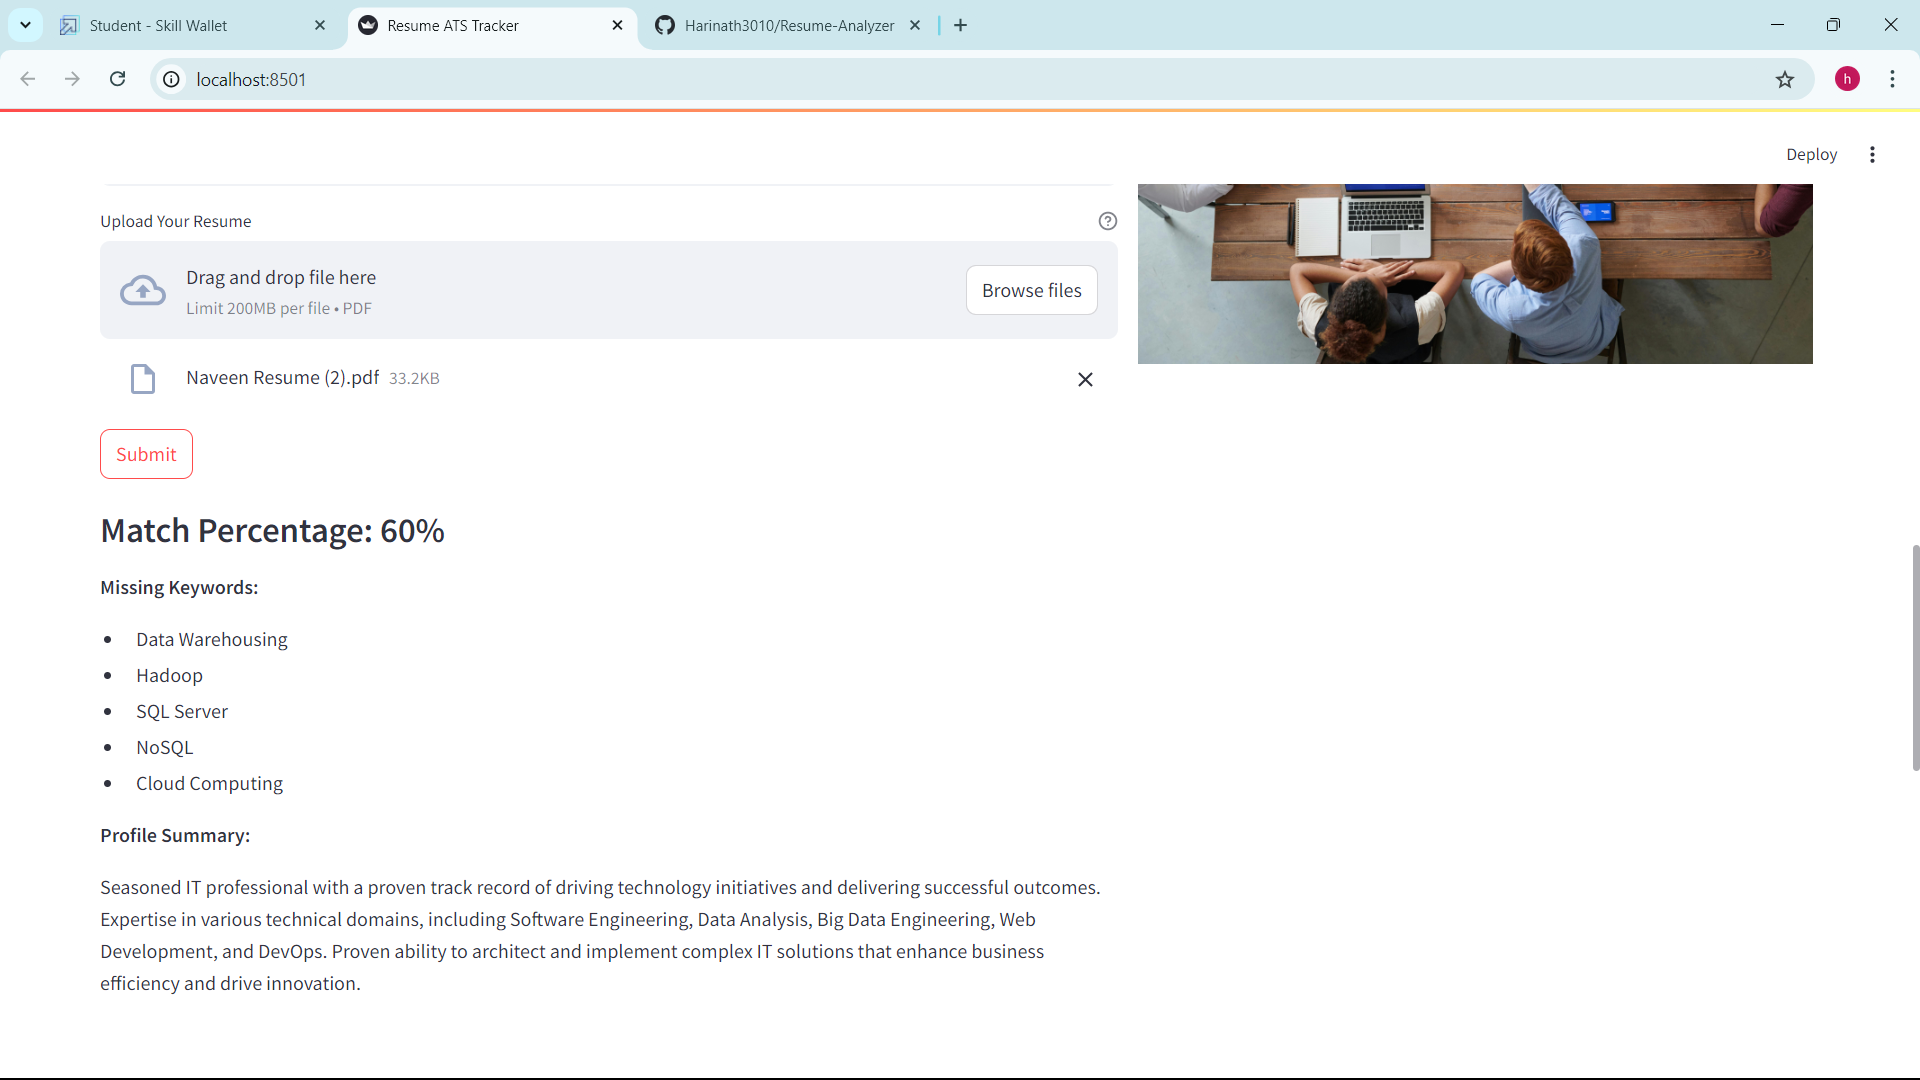 Student - Skill Wallet
Resume ATS Tracker
Harinath3010/Resume-Analyzer
localhost:8501
h
Deploy
Upload Your Resume
Drag and drop file here
Limit 200MB per file • PDF
Browse files
Naveen Resume (2).pdf 33.2KB
Submit
Match Percentage: 60%
Missing Keywords:
• Data Warehousing
• Hadoop
• SQL Server
• NoSQL
• Cloud Computing
Profile Summary:
Seasoned IT professional with a proven track record of driving technology initiatives and delivering successful outcomes.
Expertise in various technical domains, including Software Engineering, Data Analysis, Big Data Engineering, Web
Development, and DevOps. Proven ability to architect and implement complex IT solutions that enhance business
efficiency and drive innovation.